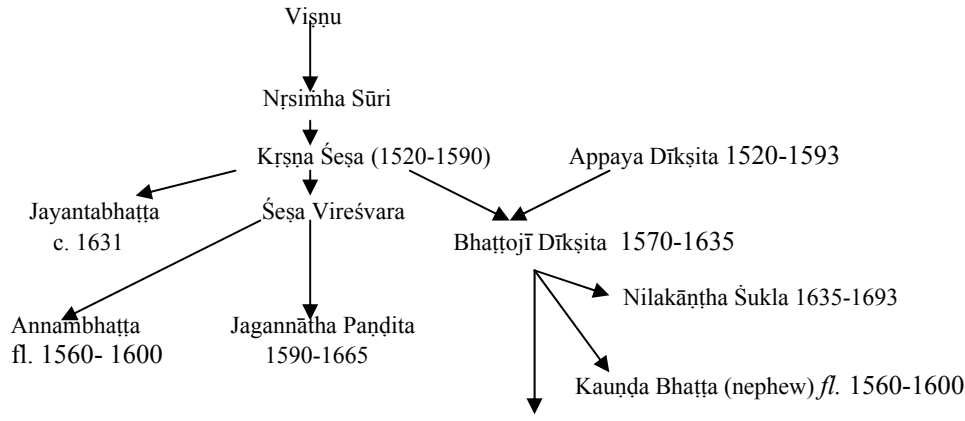 Viṣṇu
Nṛsiṁha Sūri
Kṛṣṇa Śeṣa (1520-1590)
Appaya Dīkṣita 1520-1593
Jayantabhaṭṭa
c. 1631
Śeṣa Vireśvara
Bhaṭṭojī Dīkṣita 1570-1635
Nilakāṇṭha Śukla 1635-1693
Annambhaṭṭa
fl. 1560- 1600
Jagannātha Paṇḍita
1590-1665
Kauṇḍa Bhaṭṭa (nephew) fl. 1560-1600